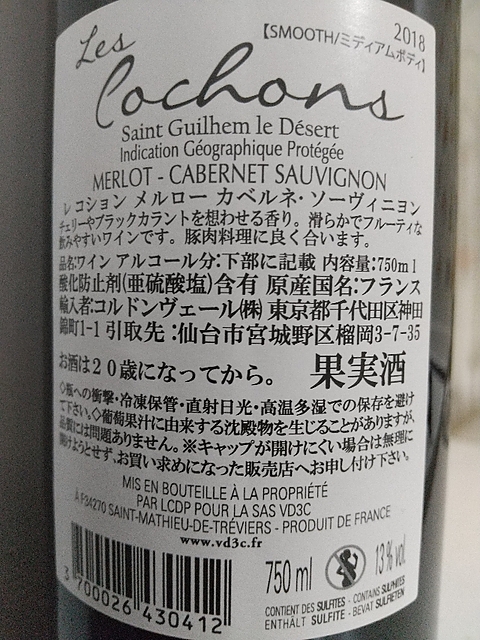 2018
【SMOOTH/ミディアムボディ】
Les
Cochons
Saint Guilhem le Désert
Indication Géographique Protégée
MERLOT - CABERNET SAUVIGNON
レ コション メルロー カベルネ・ソーヴィニヨン
チェリーやブラックカラントを想わせる香り。滑らかでフルーティな
飲みやすいワインです。豚肉料理に良く合います。
品名:ワイン アルコール分:下部に記載 内容量:750ml
酸化防止剤(亜硫酸塩)含有 原産国名:フランス
輸入者:コルドンヴェール(株) 東京都千代田区神田
錦町1-1 引取先:仙台市宮城野区榴岡3-7-35
お酒は20歳になってから。 果実酒
◇瓶への衝撃・冷凍保管・直射日光・高温多湿での保存を避け
て下さい。◇葡萄果汁に由来する沈殿物を生じることがありますが、
品質には問題ありません。※キャップが開けにくい場合は無理に
開けようとせず、お買い求めになった販売店へお申し付け下さい。
MIS EN BOUTEILLE À LA PROPRIÉTÉ
PAR LCDP POUR LA SAS VD3C
À F34270 SAINT-MATHIEU-DE-TRÉVIERS - PRODUIT DE FRANCE
www.vd3c.fr
750 ml
13% vol.
3 700026 430412
CONTIENT DES SULFITES - CONTAINS SULPHITES
ENTHÄLT SULFITE - BEVAT SULFIETEN